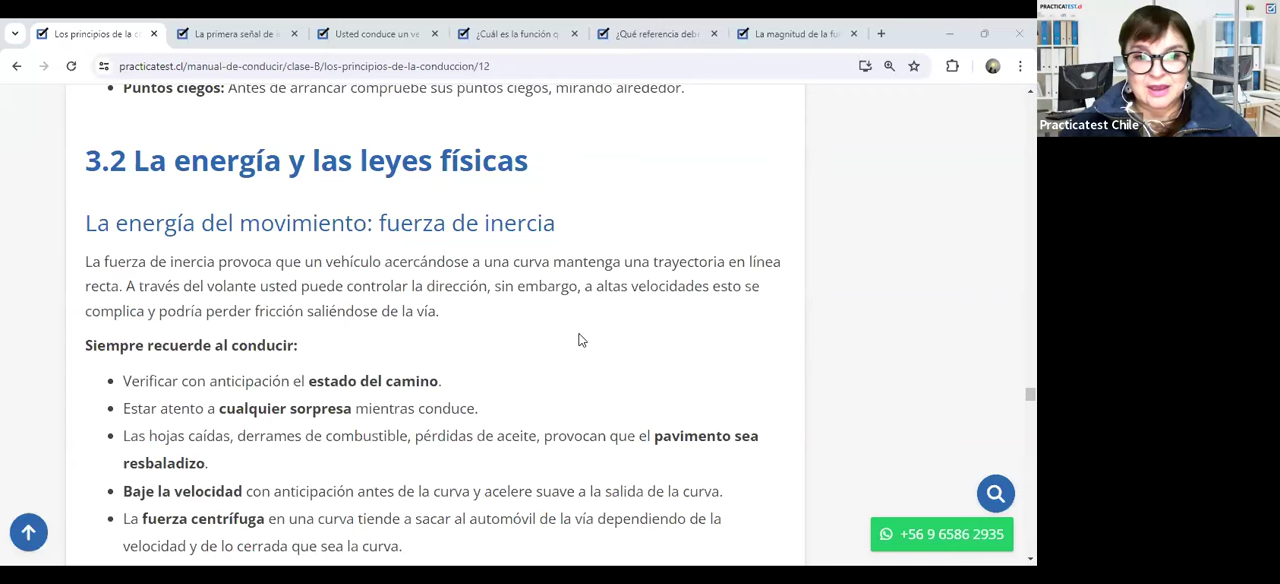 Los principios de la c
La primera señal de i
Usted conduce un ve
¿Cuál es la función q
¿Qué referencia deb
La magnitud de la fu
practicatest.cl/manual-de-conducir/clase-B/los-principios-de-la-conduccion/12
PRACTICATEST.cl
Practicatest Chile
Puntos ciegos: Antes de arrancar compruebe sus puntos ciegos, mirando alrededor.
3.2 La energía y las leyes físicas
La energía del movimiento: fuerza de inercia
La fuerza de inercia provoca que un vehículo acercándose a una curva mantenga una trayectoria en línea
recta. A través del volante usted puede controlar la dirección, sin embargo, a altas velocidades esto se
complica y podría perder fricción saliéndose de la vía.
Siempre recuerde al conducir:
Verificar con anticipación el estado del camino.
Estar atento a cualquier sorpresa mientras conduce.
Las hojas caídas, derrames de combustible, pérdidas de aceite, provocan que el pavimento sea
resbaladizo.
Baje la velocidad con anticipación antes de la curva y acelere suave a la salida de la curva.
La fuerza centrífuga en una curva tiende a sacar al automóvil de la vía dependiendo de la
velocidad y de lo cerrada que sea la curva.
+56 9 6586 2935